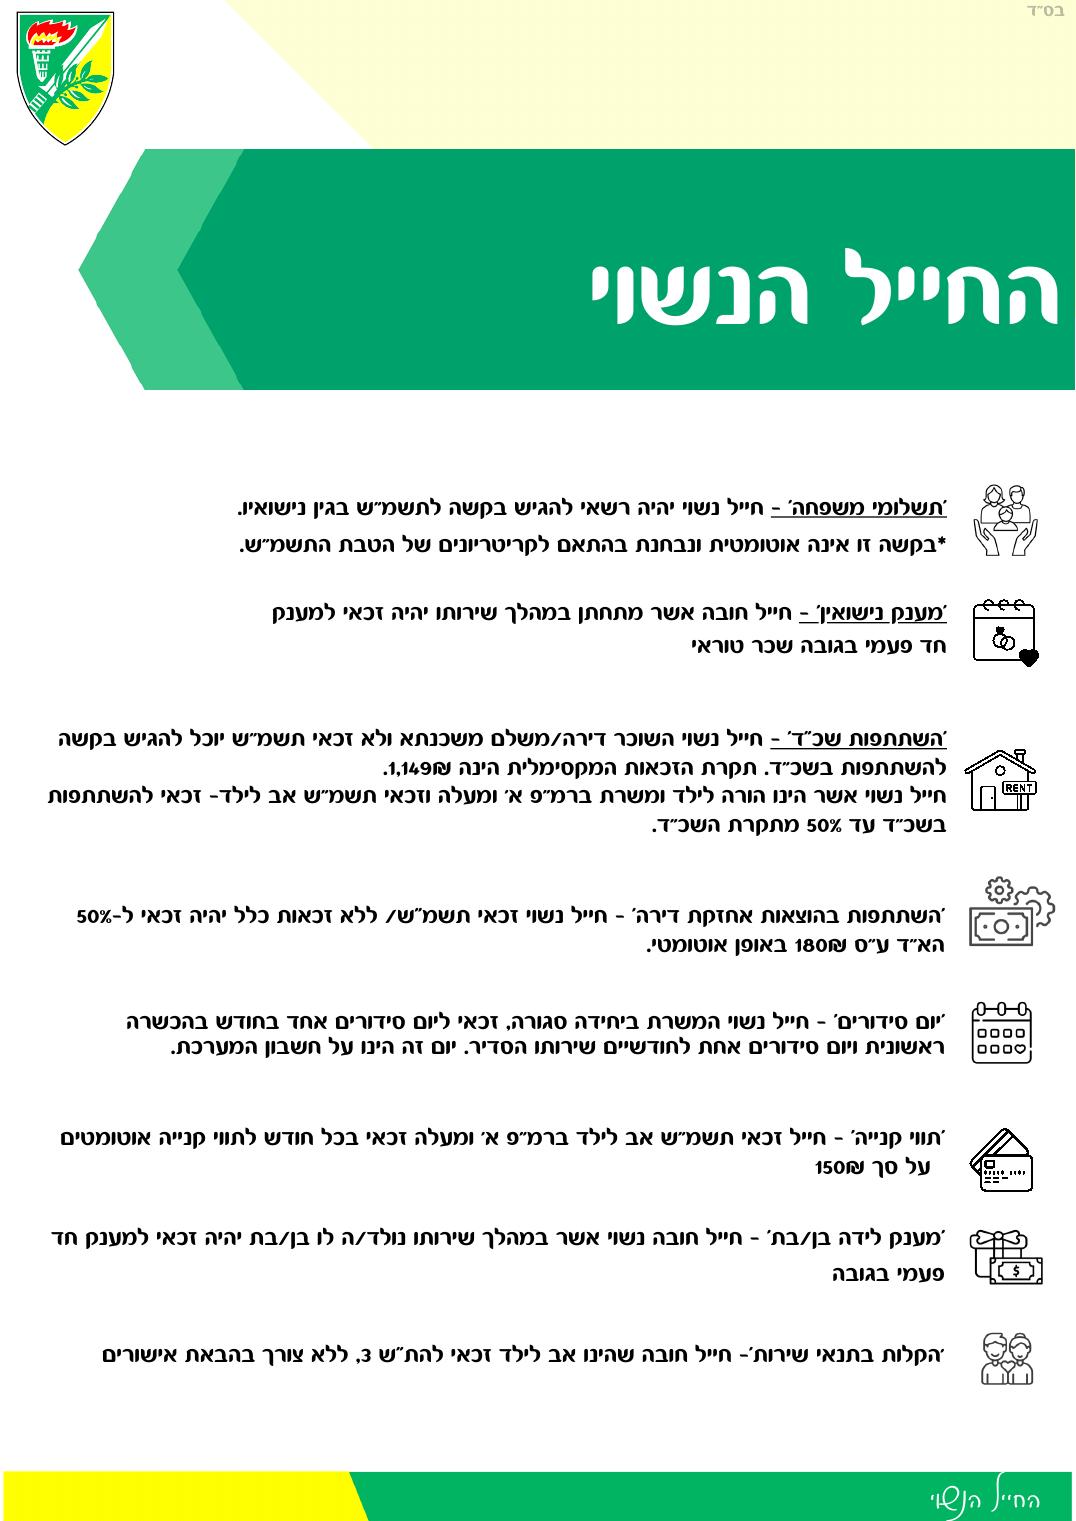 בס״ד
החייל הנשוי
'תשלומי משפחה' - חייל נשוי יהיה רשאי להגיש בקשה לתשמ״ש בגין נישואיו.
*בקשה זו אינה אוטומטית ונבחנת בהתאם לקריטריונים של הטבת התשמ״ש.
'מענק נישואין' - חייל חובה אשר מתחתן במהלך שירותו יהיה זכאי למענק
חד פעמי בגובה שכר טוראי
'השתתפות שכ״ד' - חייל נשוי השוכר דירה/משלם משכנתא ולא זכאי תשמ״ש יוכל להגיש בקשה
להשתתפות בשכ״ד. תקרת הזכאות המקסימלית הינה 1,149₪.
חייל נשוי אשר הינו הורה לילד ומשרת ברמ״פ א' ומעלה וזכאי תשמ״ש אב לילד- זכאי להשתתפות
בשכ״ד עד 50% מתקרת השכ״ד.
RENT
'השתתפות בהוצאות אחזקת דירה' - חייל נשוי זכאי תשמ״ש/ ללא זכאות כלל יהיה זכאי ל-50%
הא״ד ע״ס 180₪ באופן אוטומטי.
'יום סידורים' - חייל נשוי המשרת ביחידה סגורה, זכאי ליום סידורים אחד בחודש בהכשרה
ראשונית ויום סידורים אחת לחודשיים שירותו הסדיר. יום זה הינו על חשבון המערכת.
'תווי קנייה' - חייל זכאי תשמ״ש אב לילד ברמ״פ א' ומעלה זכאי בכל חודש לתווי קנייה אוטומטים
על סך 150₪
'מענק לידה בן/בת' - חייל חובה נשוי אשר במהלך שירותו נולד/ה לו בן/בת יהיה זכאי למענק חד
פעמי בגובה
$
'הקלות בתנאי שירות'- חייל חובה שהינו אב לילד זכאי להת״ש 3, ללא צורך בהבאת אישורים
החייל הנשוי